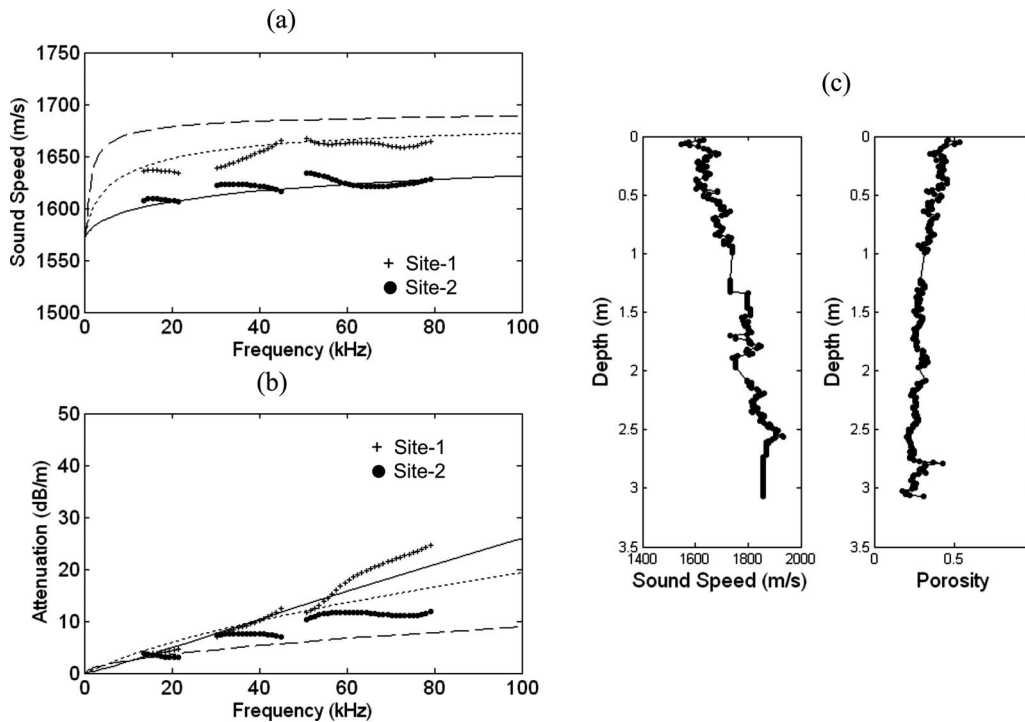 (a)
1750
1700
1650
1600
1550
1500
Sound Speed (m/s)
Site-1
Site-2
0 20 40 60 80 100
Frequency (kHz)
(b)
50
40
30
20
10
0
Attenuation (dB/m)
Site-1
Site-2
0 20 40 60 80 100
Frequency (kHz)
(c)
0
0.5
1
1.5
2
2.5
3
3.5
Depth (m)
1400 1600 1800 2000
Sound Speed (m/s)
0
0.5
1
1.5
2
2.5
3
3.5
Depth (m)
0 0.5
Porosity